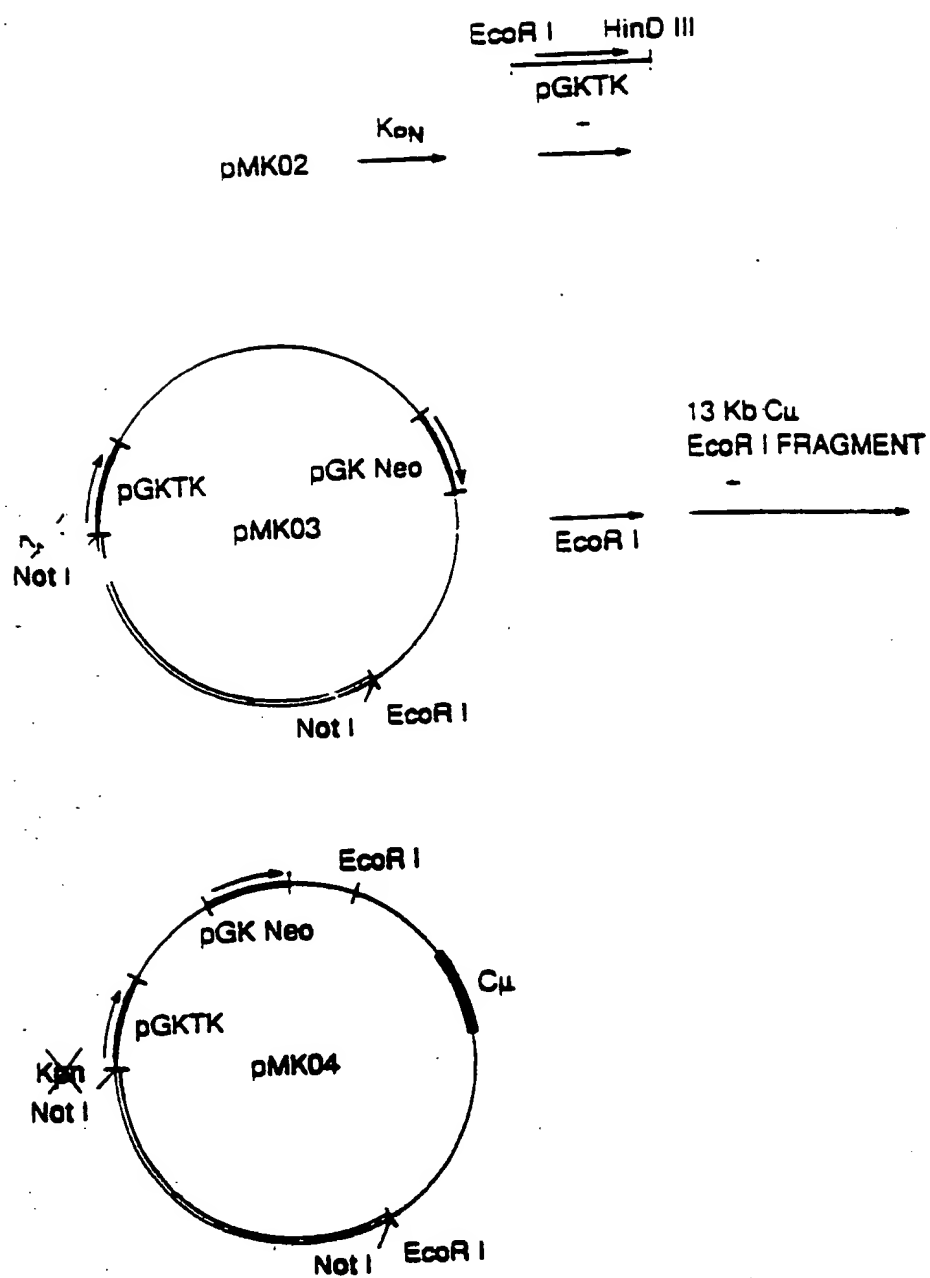 EcoR I HinD III
pGKTK
KpN
pMK02
13 Kb Cμ
EcoR I FRAGMENT
pGK Neo
pGKTK
pMK03
EcoR I
Not I
Not I EcoR I
EcoR I
pGK Neo
Cμ
pGKTK
pMK04
Kpn
Not I
Not I EcoR I